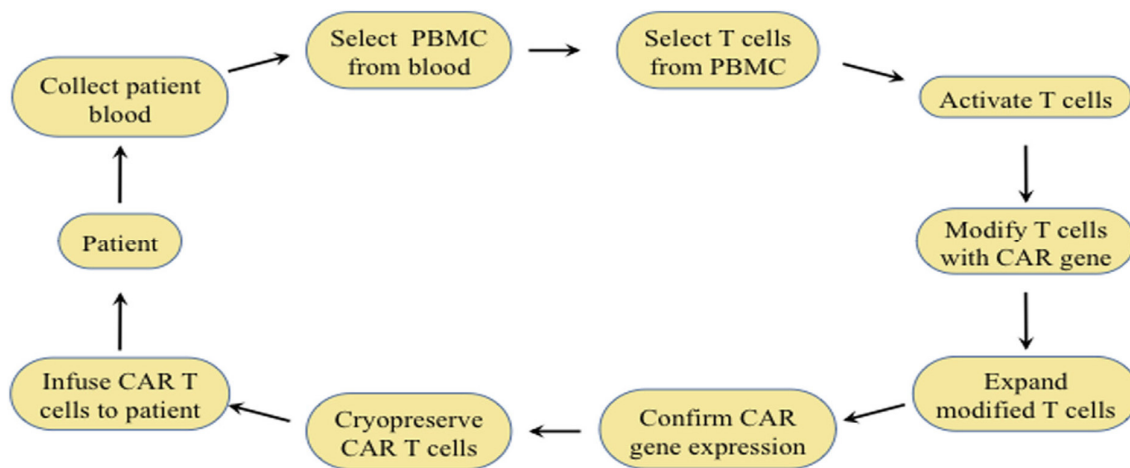 Patient
Collect patient
blood
Select PBMC
from blood
Select T cells
from PBMC
Activate T cells
Modify T cells
with CAR gene
Expand
modified T cells
Confirm CAR
gene expression
Cryopreserve
CAR T cells
Infuse CAR T
cells to patient